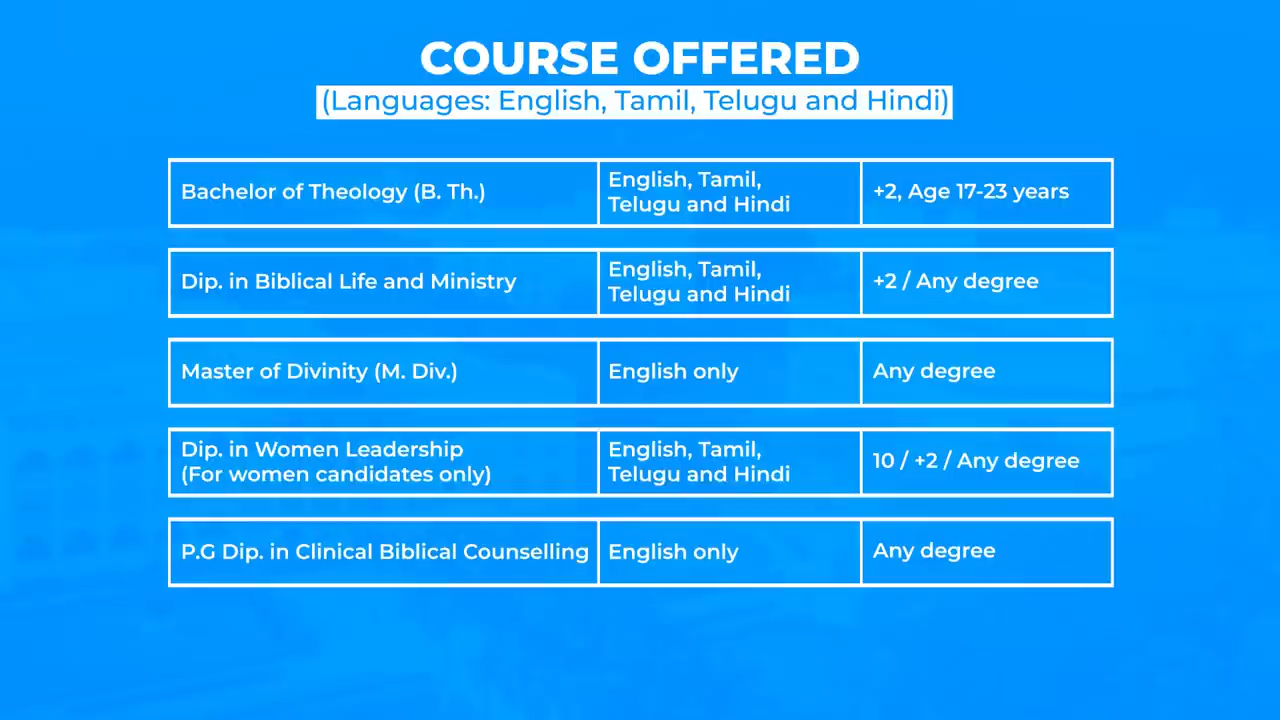 COURSE OFFERED
(Languages: English, Tamil, Telugu and Hindi)
Bachelor of Theology (B. Th.)
English, Tamil,
Telugu and Hindi
+2, Age 17-23 years
Dip. in Biblical Life and Ministry
English, Tamil,
Telugu and Hindi
+2 / Any degree
Master of Divinity (M. Div.)
English only
Any degree
Dip. in Women Leadership
(For women candidates only)
English, Tamil,
Telugu and Hindi
10 / +2 / Any degree
P.G Dip. in Clinical Biblical Counselling
English only
Any degree